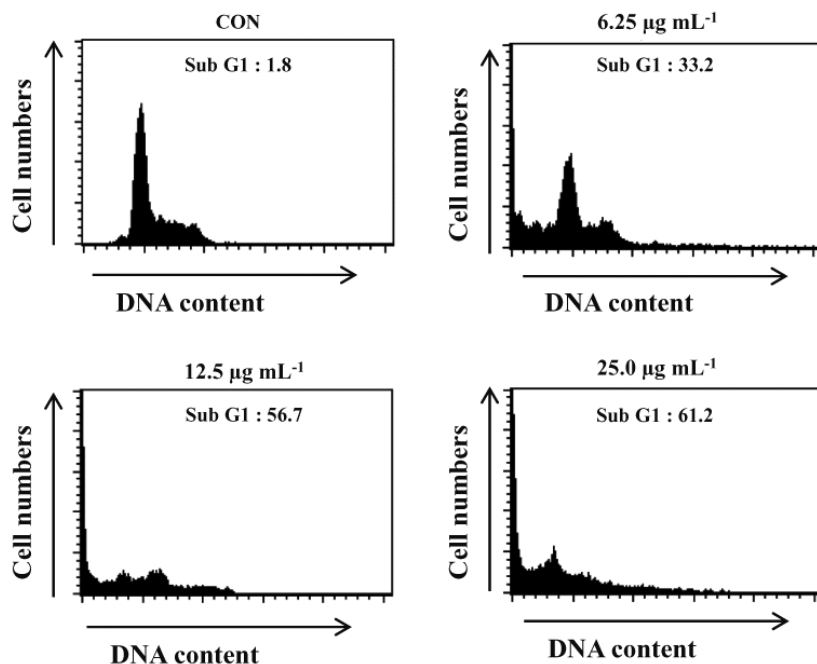 CON
Sub G1 : 1.8
Cell numbers
DNA content
6.25 µg mL⁻¹
Sub G1 : 33.2
Cell numbers
DNA content
12.5 µg mL⁻¹
Sub G1 : 56.7
Cell numbers
DNA content
25.0 µg mL⁻¹
Sub G1 : 61.2
Cell numbers
DNA content